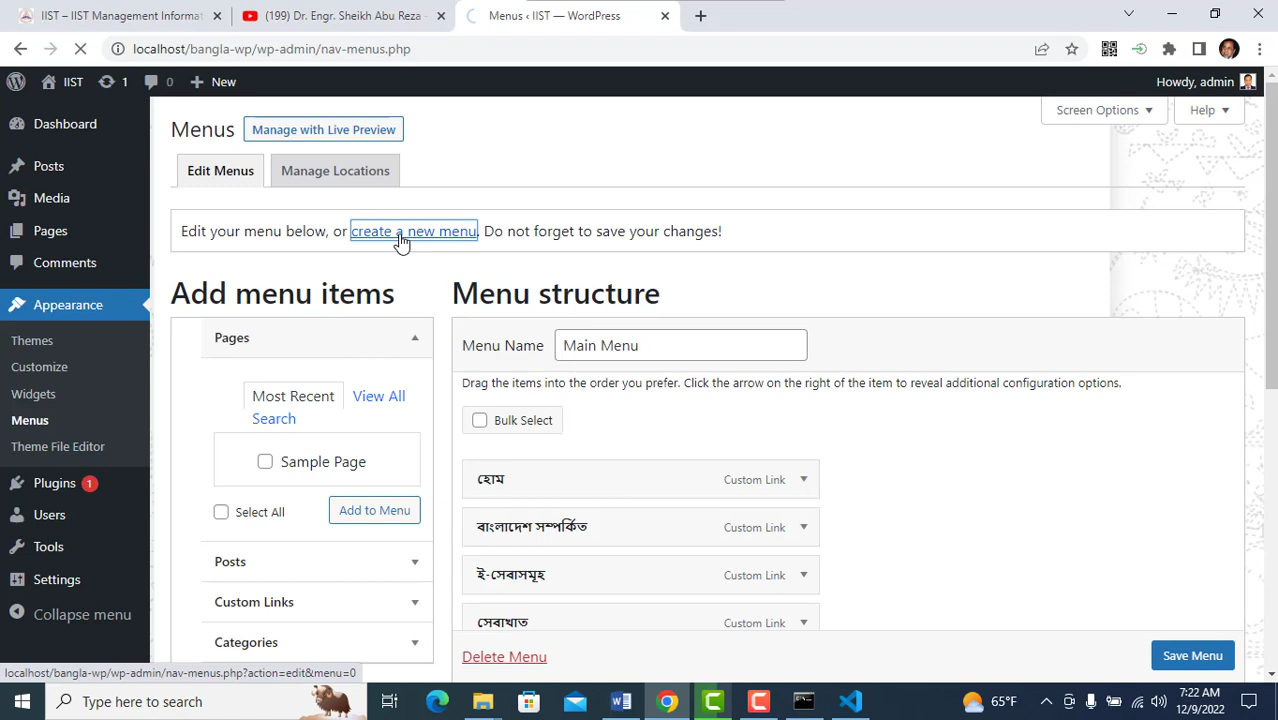 IIST – IIST Management Informat
(199) Dr. Engr. Sheikh Abu Reza -
Menus ‹ IIST — WordPress
localhost/bangla-wp/wp-admin/nav-menus.php
IIST
1
0
New
Howdy, admin
Dashboard
Posts
Media
Pages
Comments
Appearance
Themes
Customize
Widgets
Menus
Theme File Editor
Plugins 1
Users
Tools
Settings
Collapse menu
Screen Options
Help
Menus
Manage with Live Preview
Edit Menus
Manage Locations
Edit your menu below, or create a new menu. Do not forget to save your changes!
Add menu items
Pages
Most Recent
View All
Search
Sample Page
Select All
Add to Menu
Posts
Custom Links
Categories
Menu structure
Menu Name
Main Menu
Drag the items into the order you prefer. Click the arrow on the right of the item to reveal additional configuration options.
Bulk Select
হোম Custom Link
বাংলাদেশ সম্পর্কিত Custom Link
ই-সেবাসমূহ Custom Link
সেবাখাত Custom Link
Delete Menu
Save Menu
localhost/bangla-wp/wp-admin/nav-menus.php?action=edit&menu=0
Type here to search
65°F
7:22 AM
12/9/2022